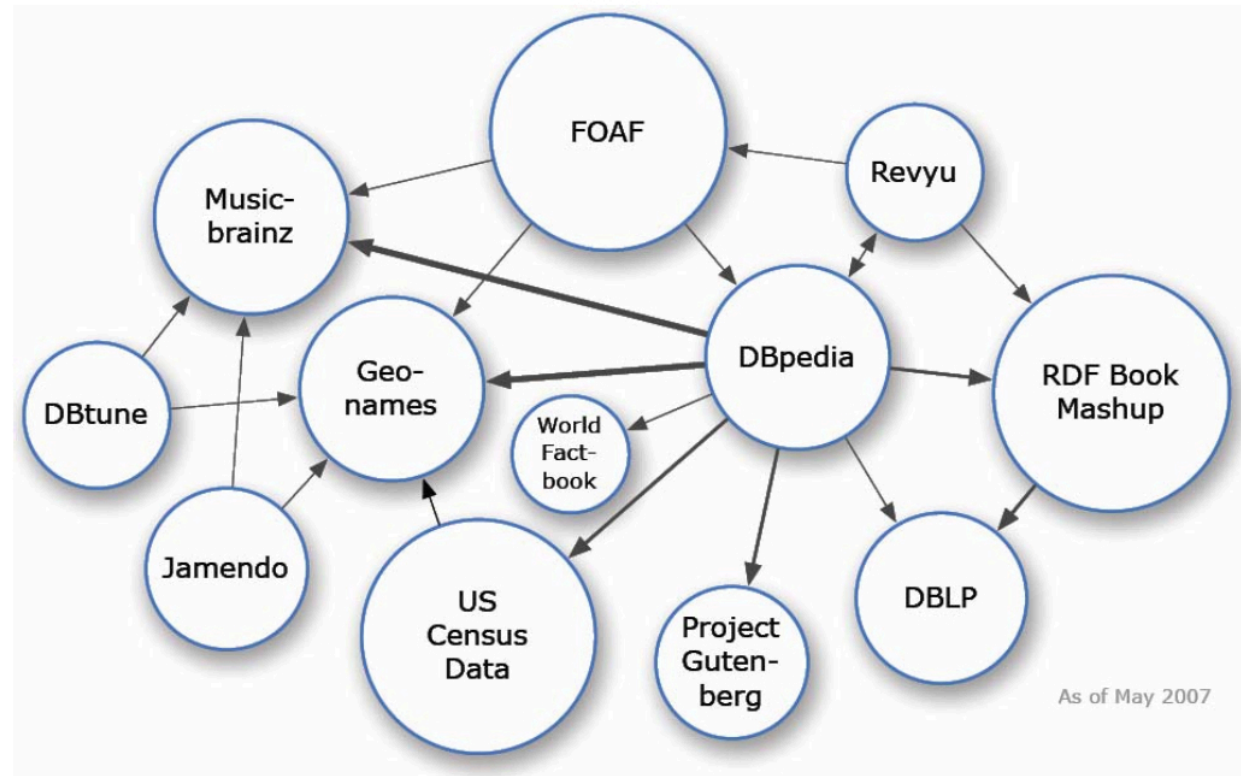 FOAF
Revyu
Music-
brainz
DBpedia
Geo-
names
RDF Book
Mashup
DBtune
World
Fact-
book
Jamendo
US
Census
Data
Project
Guten-
berg
DBLP
As of May 2007